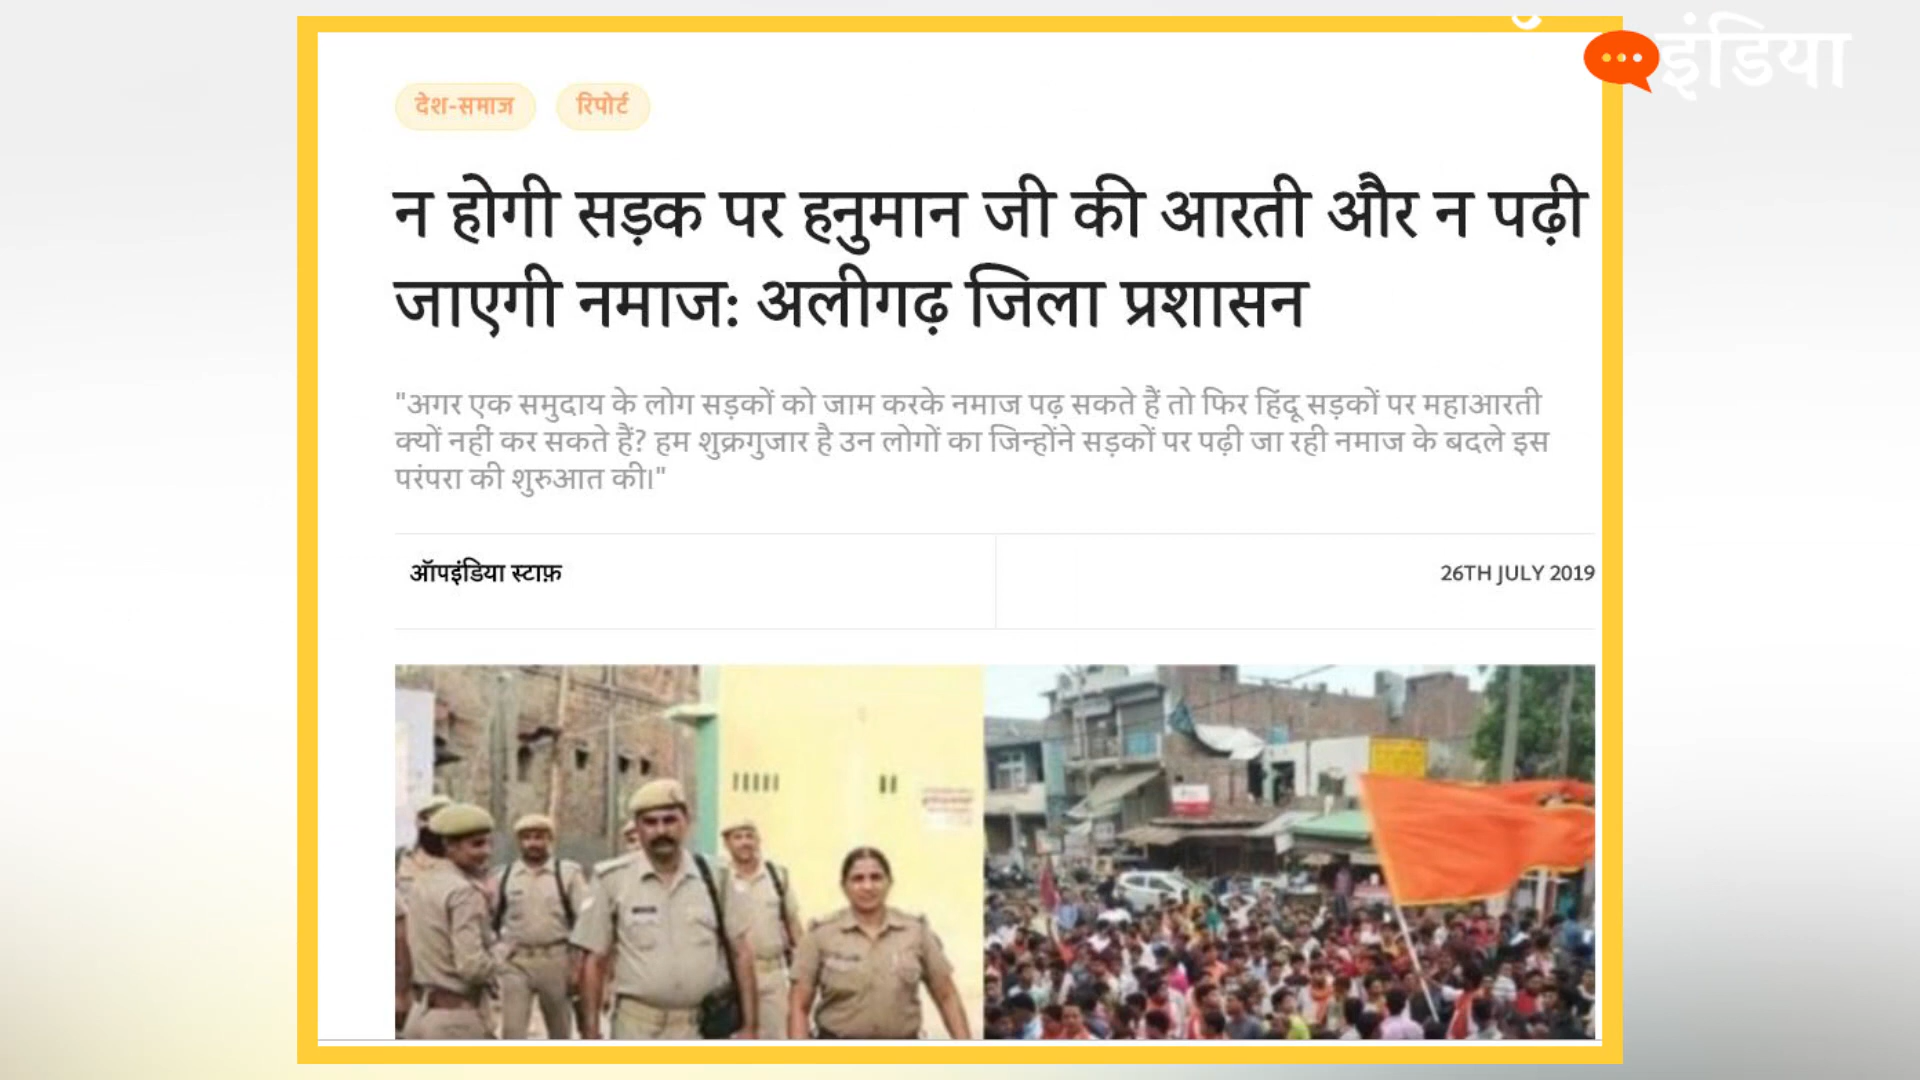 इंडिया
देश-समाज रिपोर्ट
न होगी सड़क पर हनुमान जी की आरती और न पढ़ी
जाएगी नमाज: अलीगढ़ जिला प्रशासन
"अगर एक समुदाय के लोग सड़कों को जाम करके नमाज पढ़ सकते हैं तो फिर हिंदू सड़कों पर महाआरती
क्यों नहीं कर सकते हैं? हम शुक्रगुजार है उन लोगों का जिन्होंने सड़कों पर पढ़ी जा रही नमाज के बदले इस
परंपरा की शुरुआत की।"
ऑपइंडिया स्टाफ़
26TH JULY 2019